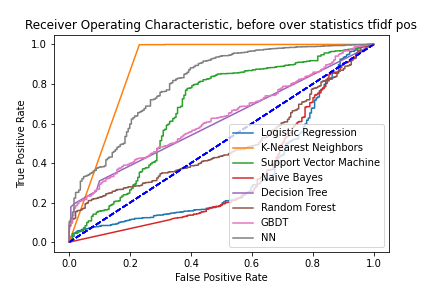 Receiver Operating Characteristic, before over statistics tfidf pos
1.0
0.8
0.6
0.4
0.2
0.0
True Positive Rate
Logistic Regression
K-Nearest Neighbors
Support Vector Machine
Naive Bayes
Decision Tree
Random Forest
GBDT
NN
0.0 0.2 0.4 0.6 0.8 1.0
False Positive Rate